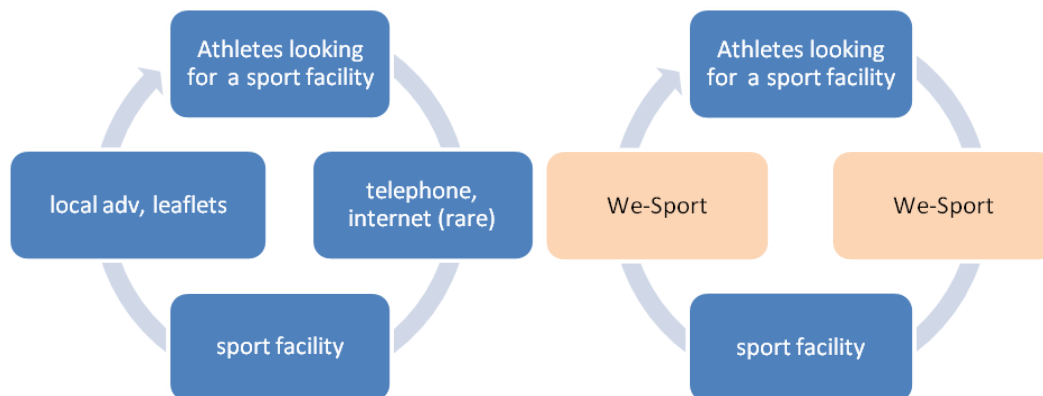 Athletes looking
for a sport facility
local adv, leaflets
telephone,
internet (rare)
sport facility
Athletes looking
for a sport facility
We-Sport
We-Sport
sport facility